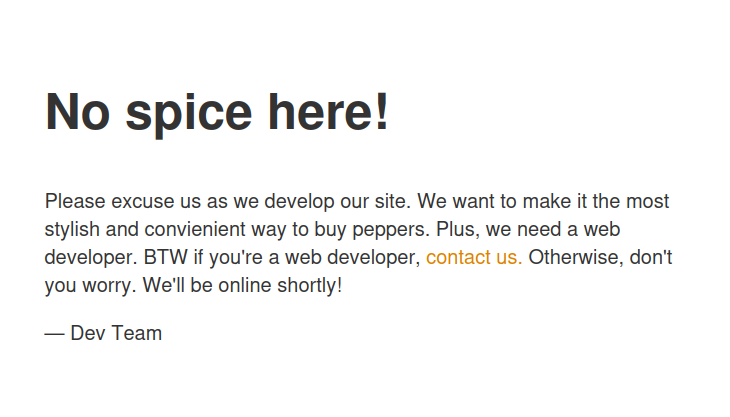 No spice here!
Please excuse us as we develop our site. We want to make it the most
stylish and convienient way to buy peppers. Plus, we need a web
developer. BTW if you're a web developer, contact us. Otherwise, don't
you worry. We'll be online shortly!
— Dev Team